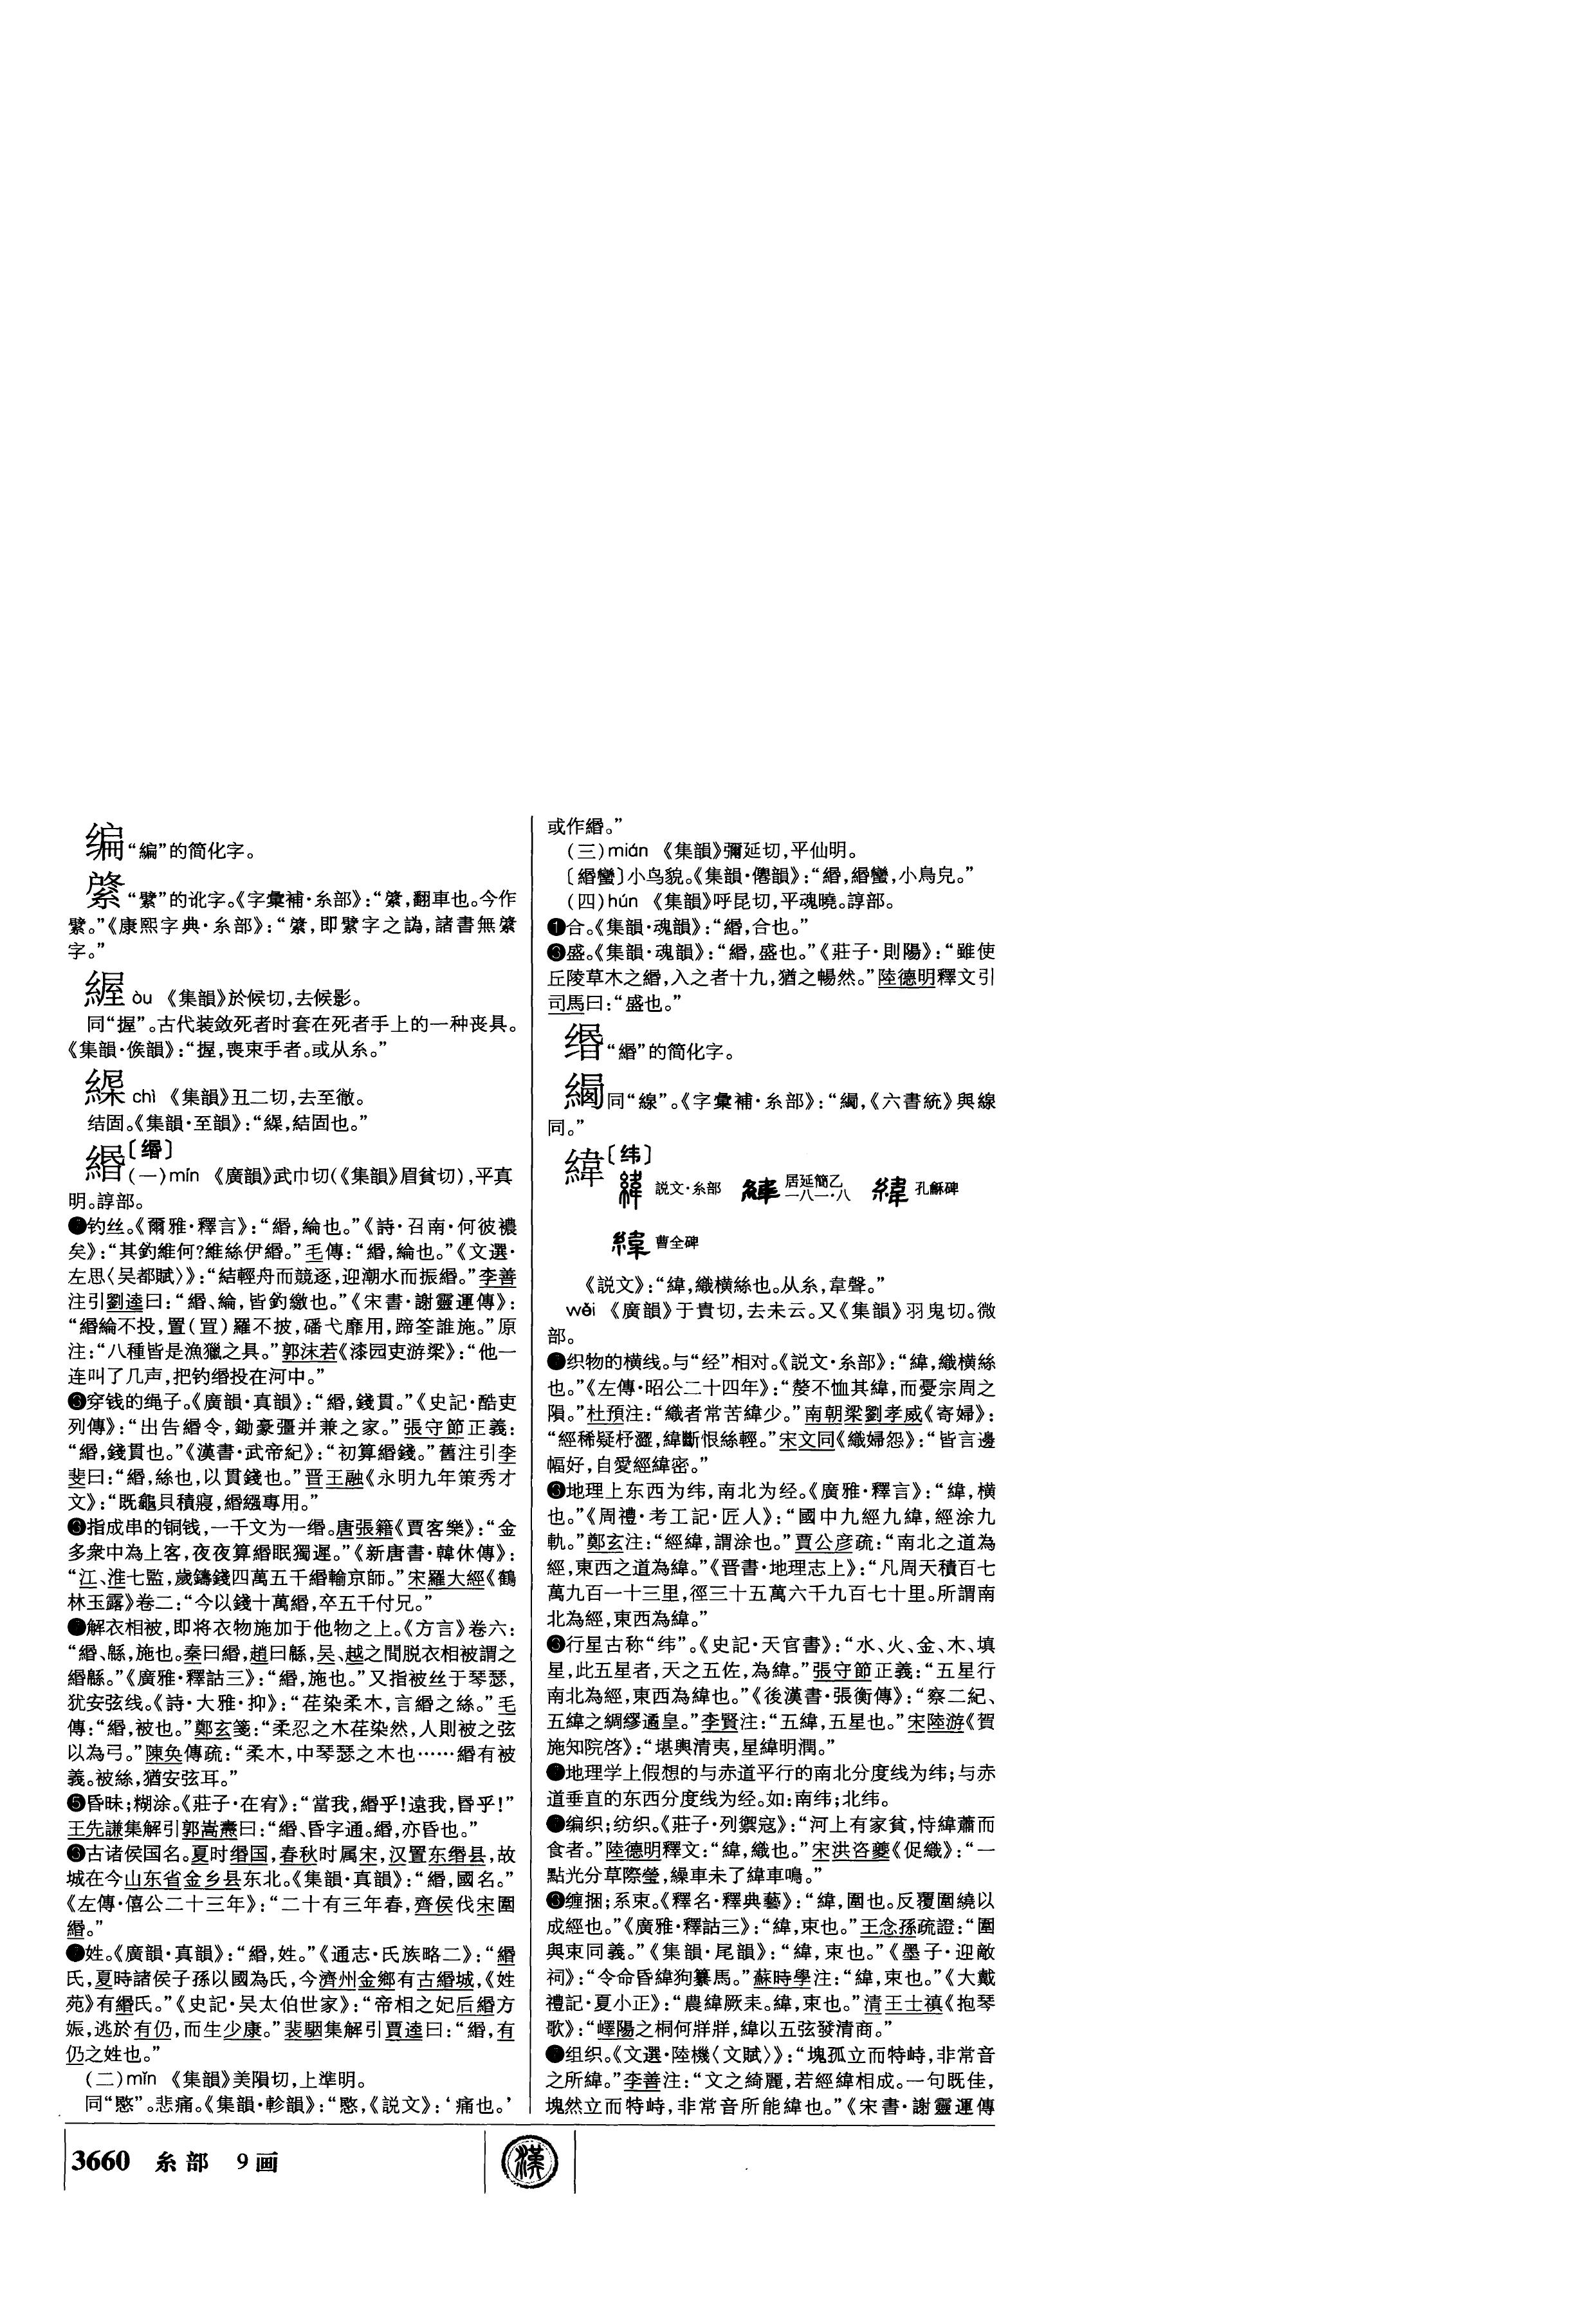 编“編”的简化字。
“繁”的讹字。《字彙補·糸部》:“䋣,翻車也。今作
繁。”《康熙字典·糸部》:“,即繁字之譌,諸書無
字。”
òu 《集韻》於候切,去候影。
同“握”。古代装敛死者时套在死者手上的一种丧具。
《集韻·候韻》:“握,喪束手者。或从糸。”
chì 《集韻》丑二切,去至徹。
结固。《集韻·至韻》:“,結固也。”
緡〔缗〕
(一)mín 《廣韻》武巾切(《集韻》眉貧切),平真
明。諄部。
钓丝。《爾雅·釋言》:“緡,綸也。”《詩·召南·何彼襛
矣》:“其釣維何?維絲伊緡。”毛傳:“緡,綸也。”《文選·
左思〈吴都賦〉》:“結輕舟而競逐,迎潮水而振緡。”李善
注引劉逵曰:“緡、綸,皆釣繳也。”《宋書·謝靈運傳》:
“緡綸不投,置(罝)羅不披,磻弋靡用,蹄筌誰施。”原
注:“八種皆是漁獵之具。”郭沫若《漆园吏游梁》:“他一
连叫了几声,把钓缗投在河中。”
穿钱的绳子。《廣韻·真韻》:“緡,錢貫。”《史記·酷吏
列傳》:“出告緡令,鋤豪彊并兼之家。”張守節正義:
“緡,錢貫也。”《漢書·武帝紀》:“初算緡錢。”舊注引李
斐曰:“緡,絲也,以貫錢也。”晋王融《永明九年策秀才
文》:“既龜貝積寢,緡繈專用。”
指成串的铜钱,一千文为一缗。唐張籍《賈客樂》:“金
多衆中為上客,夜夜算緡眠獨遲。”《新唐書·韓休傳》:
“江、淮七監,歲鑄錢四萬五千緡輸京師。”宋羅大經《鶴
林玉露》卷二:“今以錢十萬緡,卒五千付兄。”
解衣相被,即将衣物施加于他物之上。《方言》卷六:
“緡、緜,施也。秦曰緡,趙曰緜,吴、越之間脱衣相被謂之
緡緜。”《廣雅·釋詁三》:“緡,施也。”又指被丝于琴瑟,
犹安弦线。《詩·大雅·抑》:“荏染柔木,言緡之絲。”毛
傳:“緡,被也。”鄭玄箋:“柔忍之木荏染然,人則被之弦
以為弓。”陳奂傳疏:“柔木,中琴瑟之木也……緡有被
義。被絲,猶安弦耳。”
❺昏昧;糊涂。《莊子·在宥》:“當我,緡乎!遠我,昬乎!”
王先謙集解引郭嵩燾曰:“緡、昏字通。緡,亦昏也。”
古诸侯国名。夏时缗国,春秋时属宋,汉置东缗县,故
城在今山东省金乡县东北。《集韻·真韻》:“緡,國名。”
《左傳·僖公二十三年》:“二十有三年春,齊侯伐宋圍
緡。”
姓。《廣韻·真韻》:“緡,姓。”《通志·氏族略二》:“緡
氏,夏時諸侯子孫以國為氏,今濟州金鄉有古緡城,《姓
苑》有緡氏。”《史記·吴太伯世家》:“帝相之妃后緡方
娠,逃於有仍,而生少康。”裴駰集解引賈逵曰:“緡,有
仍之姓也。”
(二)mǐn 《集韻》美隕切,上準明。
同“愍”。悲痛。《集韻·軫韻》:“愍,《説文》:‘痛也。’
或作緡。”
(三)mián 《集韻》彌延切,平仙明。
〔緡蠻〕小鸟貌。《集韻·僊韻》:“緡,緡蠻,小鳥皃。”
(四)hún 《集韻》呼昆切,平魂曉。諄部。
❶合。《集韻·魂韻》:“緡,合也。”
盛。《集韻·魂韻》:“緡,盛也。”《莊子·則陽》:“雖使
丘陵草木之緡,入之者十九,猶之暢然。”陸德明釋文引
司馬曰:“盛也。”
缗“緡”的简化字。
同“線”。《字彙補·糸部》:“,《六書統》與線
同。”
緯〔纬〕
説文·糸部 居延簡乙一八一·八 孔龢碑
曹全碑
《説文》:“緯,織横絲也。从糸,韋聲。”
wěi 《廣韻》于貴切,去未云。又《集韻》羽鬼切。微
部。
织物的横线。与“经”相对。《説文·糸部》:“緯,織横絲
也。”《左傳·昭公二十四年》:“嫠不恤其緯,而憂宗周之
隕。”杜預注:“織者常苦緯少。”南朝梁劉孝威《寄婦》:
“經稀疑杼澀,緯斷恨絲輕。”宋文同《織婦怨》:“皆言邊
幅好,自愛經緯密。”
地理上东西为纬,南北为经。《廣雅·釋言》:“緯,横
也。”《周禮·考工記·匠人》:“國中九經九緯,經涂九
軌。”鄭玄注:“經緯,謂涂也。”賈公彦疏:“南北之道為
經,東西之道為緯。”《晋書·地理志上》:“凡周天積百七
萬九百一十三里,徑三十五萬六千九百七十里。所謂南
北為經,東西為緯。”
行星古称“纬”。《史記·天官書》:“水、火、金、木、填
星,此五星者,天之五佐,為緯。”張守節正義:“五星行
南北為經,東西為緯也。”《後漢書·張衡傳》:“察二紀、
五緯之綢繆遹皇。”李賢注:“五緯,五星也。”宋陸游《賀
施知院啓》:“堪輿清夷,星緯明潤。”
地理学上假想的与赤道平行的南北分度线为纬;与赤
道垂直的东西分度线为经。如:南纬;北纬。
编织;纺织。《莊子·列禦寇》:“河上有家貧,恃緯蕭而
食者。”陸德明釋文:“緯,織也。”宋洪咨夔《促織》:“一
點光分草際螢,繰車未了緯車鳴。”
缠捆;系束。《釋名·釋典藝》:“緯,圍也。反覆圍繞以
成經也。”《廣雅·釋詁三》:“緯,束也。”王念孫疏證:“圍
與束同義。”《集韻·尾韻》:“緯,束也。”《墨子·迎敵
祠》:“令命昏緯狗纂馬。”蘇時學注:“緯,束也。”《大戴
禮記·夏小正》:“農緯厥耒。緯,束也。”清王士禛《抱琴
歌》:“嶧陽之桐何牂牂,緯以五弦發清商。”
组织。《文選·陸機〈文賦〉》:“塊孤立而特峙,非常音
之所緯。”李善注:“文之綺麗,若經緯相成。一句既佳,
塊然立而特峙,非常音所能緯也。”《宋書·謝靈運傳
3660 糸部 9画
漢